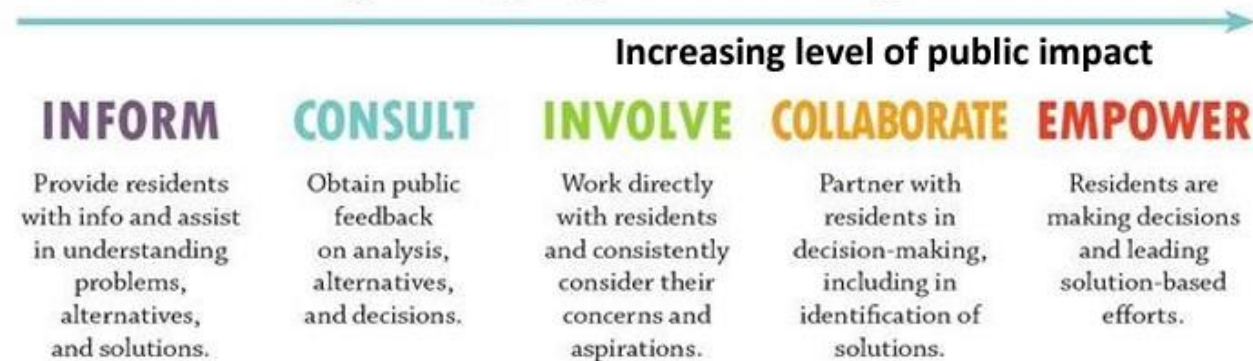 Increasing level of public impact
INFORM
Provide residents
with info and assist
in understanding
problems,
alternatives,
and solutions.
CONSULT
Obtain public
feedback
on analysis,
alternatives,
and decisions.
INVOLVE
Work directly
with residents
and consistently
consider their
concerns and
aspirations.
COLLABORATE
Partner with
residents in
decision-making,
including in
identification of
solutions.
EMPOWER
Residents are
making decisions
and leading
solution-based
efforts.